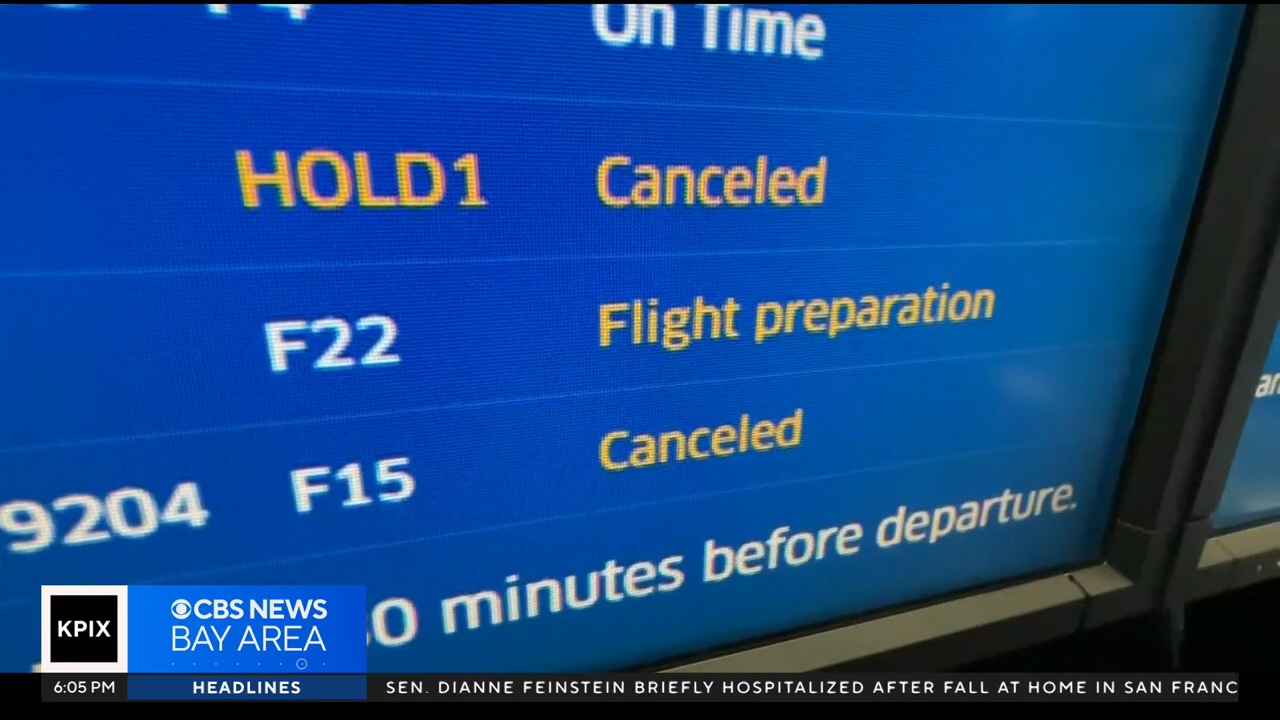 On Time
HOLD1 Canceled
F22 Flight preparation
9204 F15 Canceled
minutes before departure.
KPIX
CBS NEWS
BAY AREA
6:05 PM HEADLINES SEN. DIANNE FEINSTEIN BRIEFLY HOSPITALIZED AFTER FALL AT HOME IN SAN FRANC